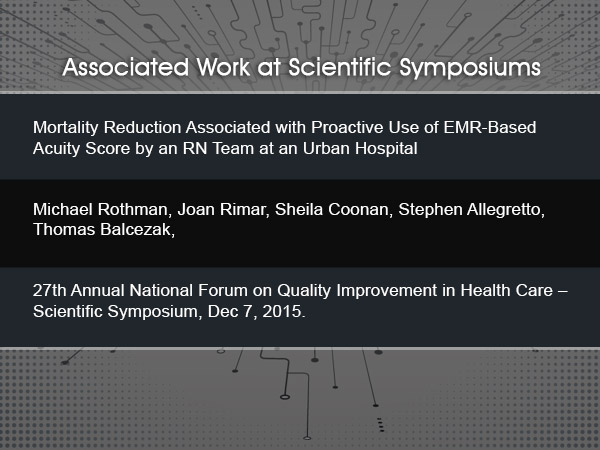 Associated Work at Scientific Symposiums
Mortality Reduction Associated with Proactive Use of EMR-Based
Acuity Score by an RN Team at an Urban Hospital
Michael Rothman, Joan Rimar, Sheila Coonan, Stephen Allegretto,
Thomas Balcezak,
27th Annual National Forum on Quality Improvement in Health Care –
Scientific Symposium, Dec 7, 2015.